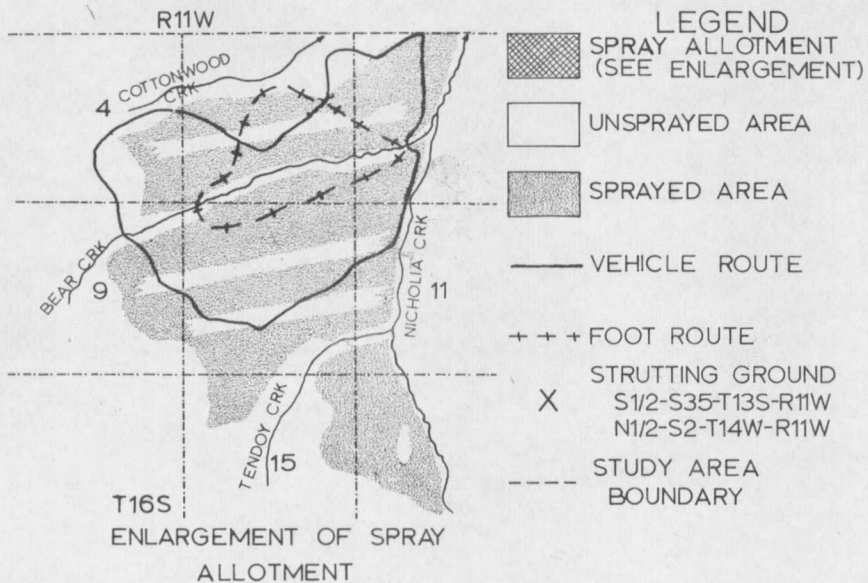 R11W
COTTONWOOD
CRK
4
BEAR CRK
9
NICHOLIA CRK
11
TENDOY CRK
15
T16S
ENLARGEMENT OF SPRAY
ALLOTMENT
LEGEND
SPRAY ALLOTMENT
(SEE ENLARGEMENT)
UNSPRAYED AREA
SPRAYED AREA
VEHICLE ROUTE
FOOT ROUTE
X STRUTTING GROUND
S1/2-S35-T13S-R11W
N1/2-S2-T14W-R11W
STUDY AREA
BOUNDARY